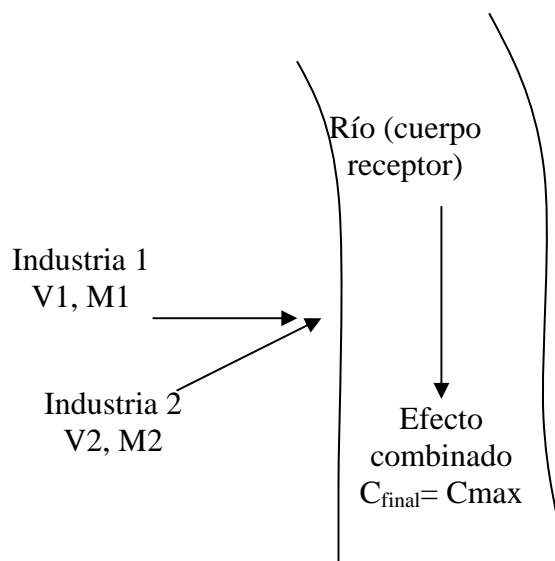 Río (cuerpo
receptor)
Industria 1
V1, M1
Industria 2
V2, M2
Efecto
combinado
Cfinal= Cmax